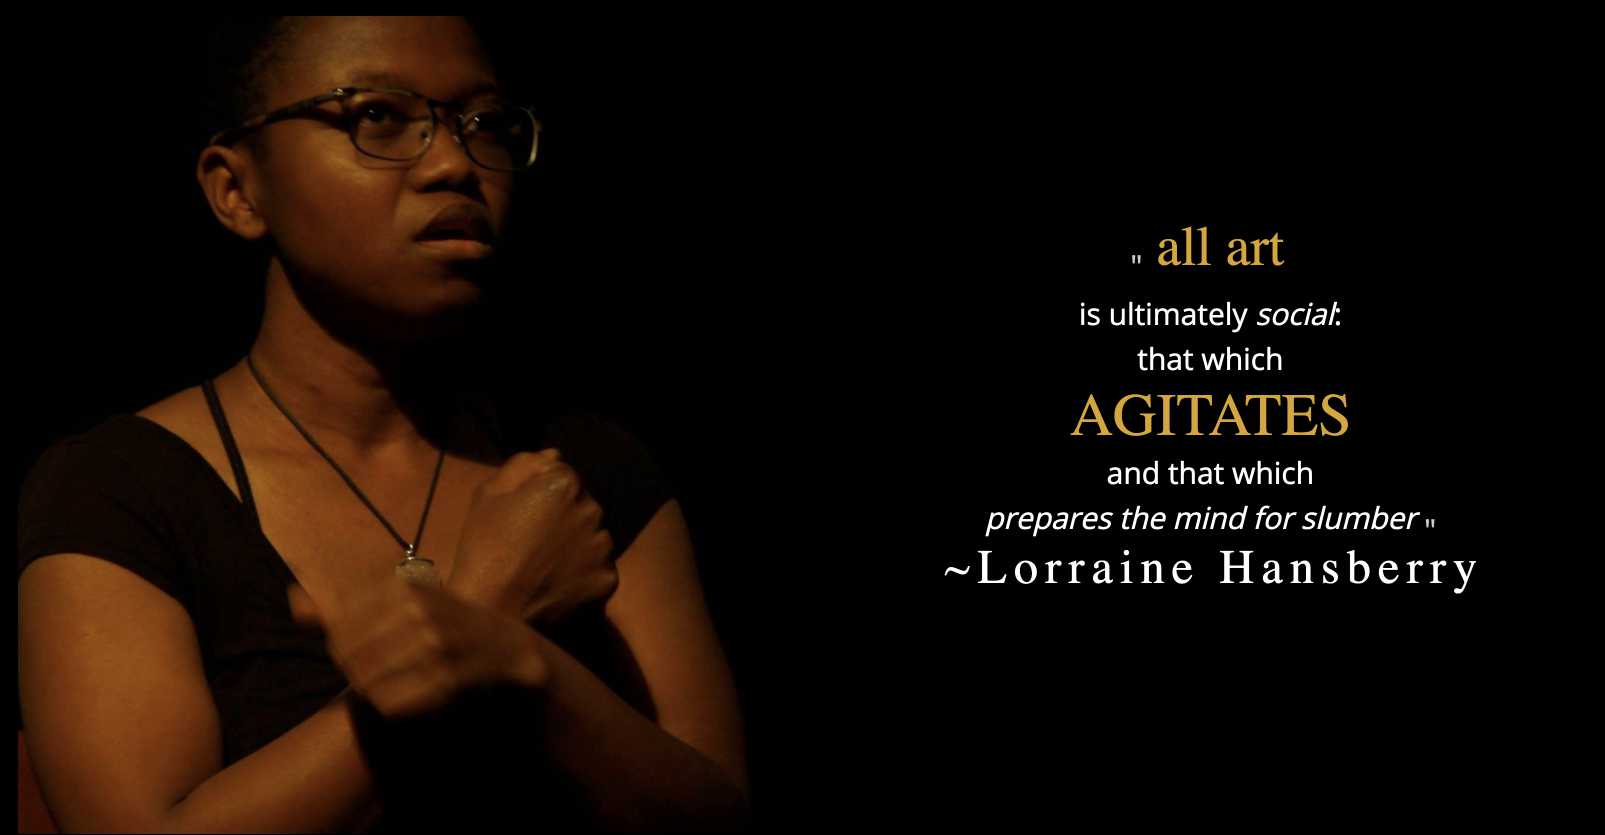 " all art
is ultimately social:
that which
AGITATES
and that which
prepares the mind for slumber "
~Lorraine Hansberry